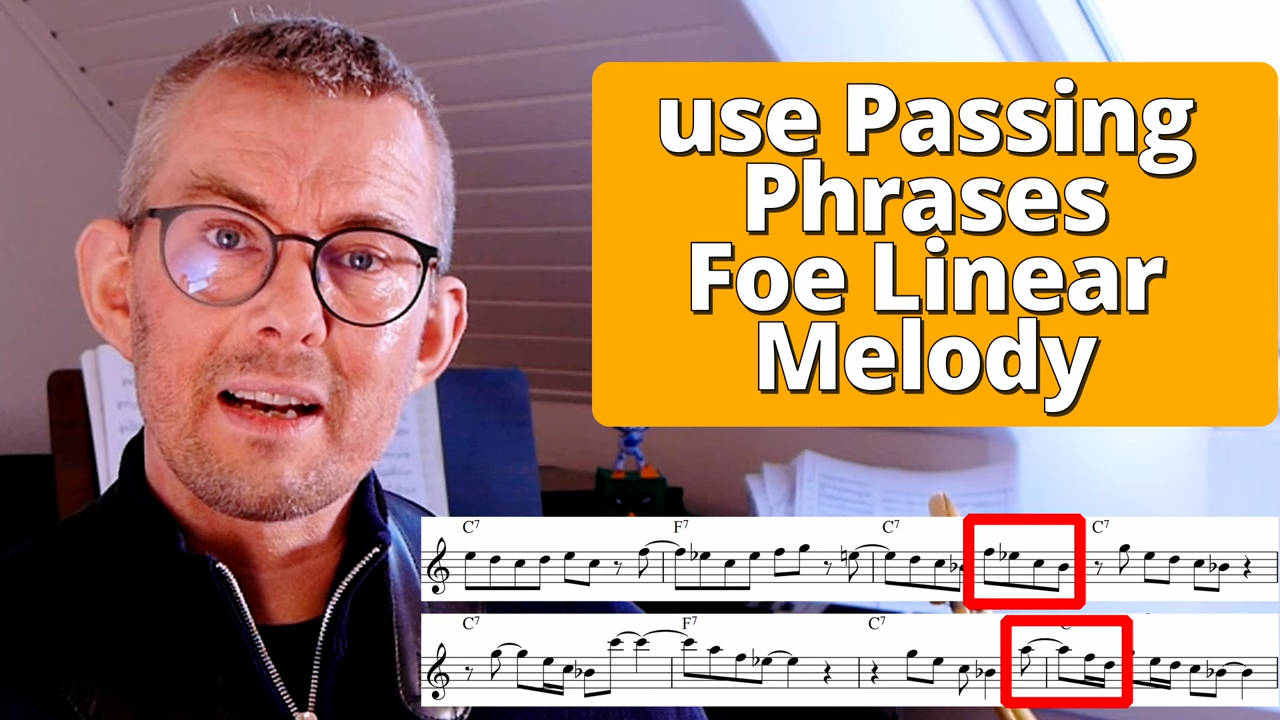 use Passing
Phrases
Foe Linear
Melody
C7 F7 C7 C7
C7 F7 C7